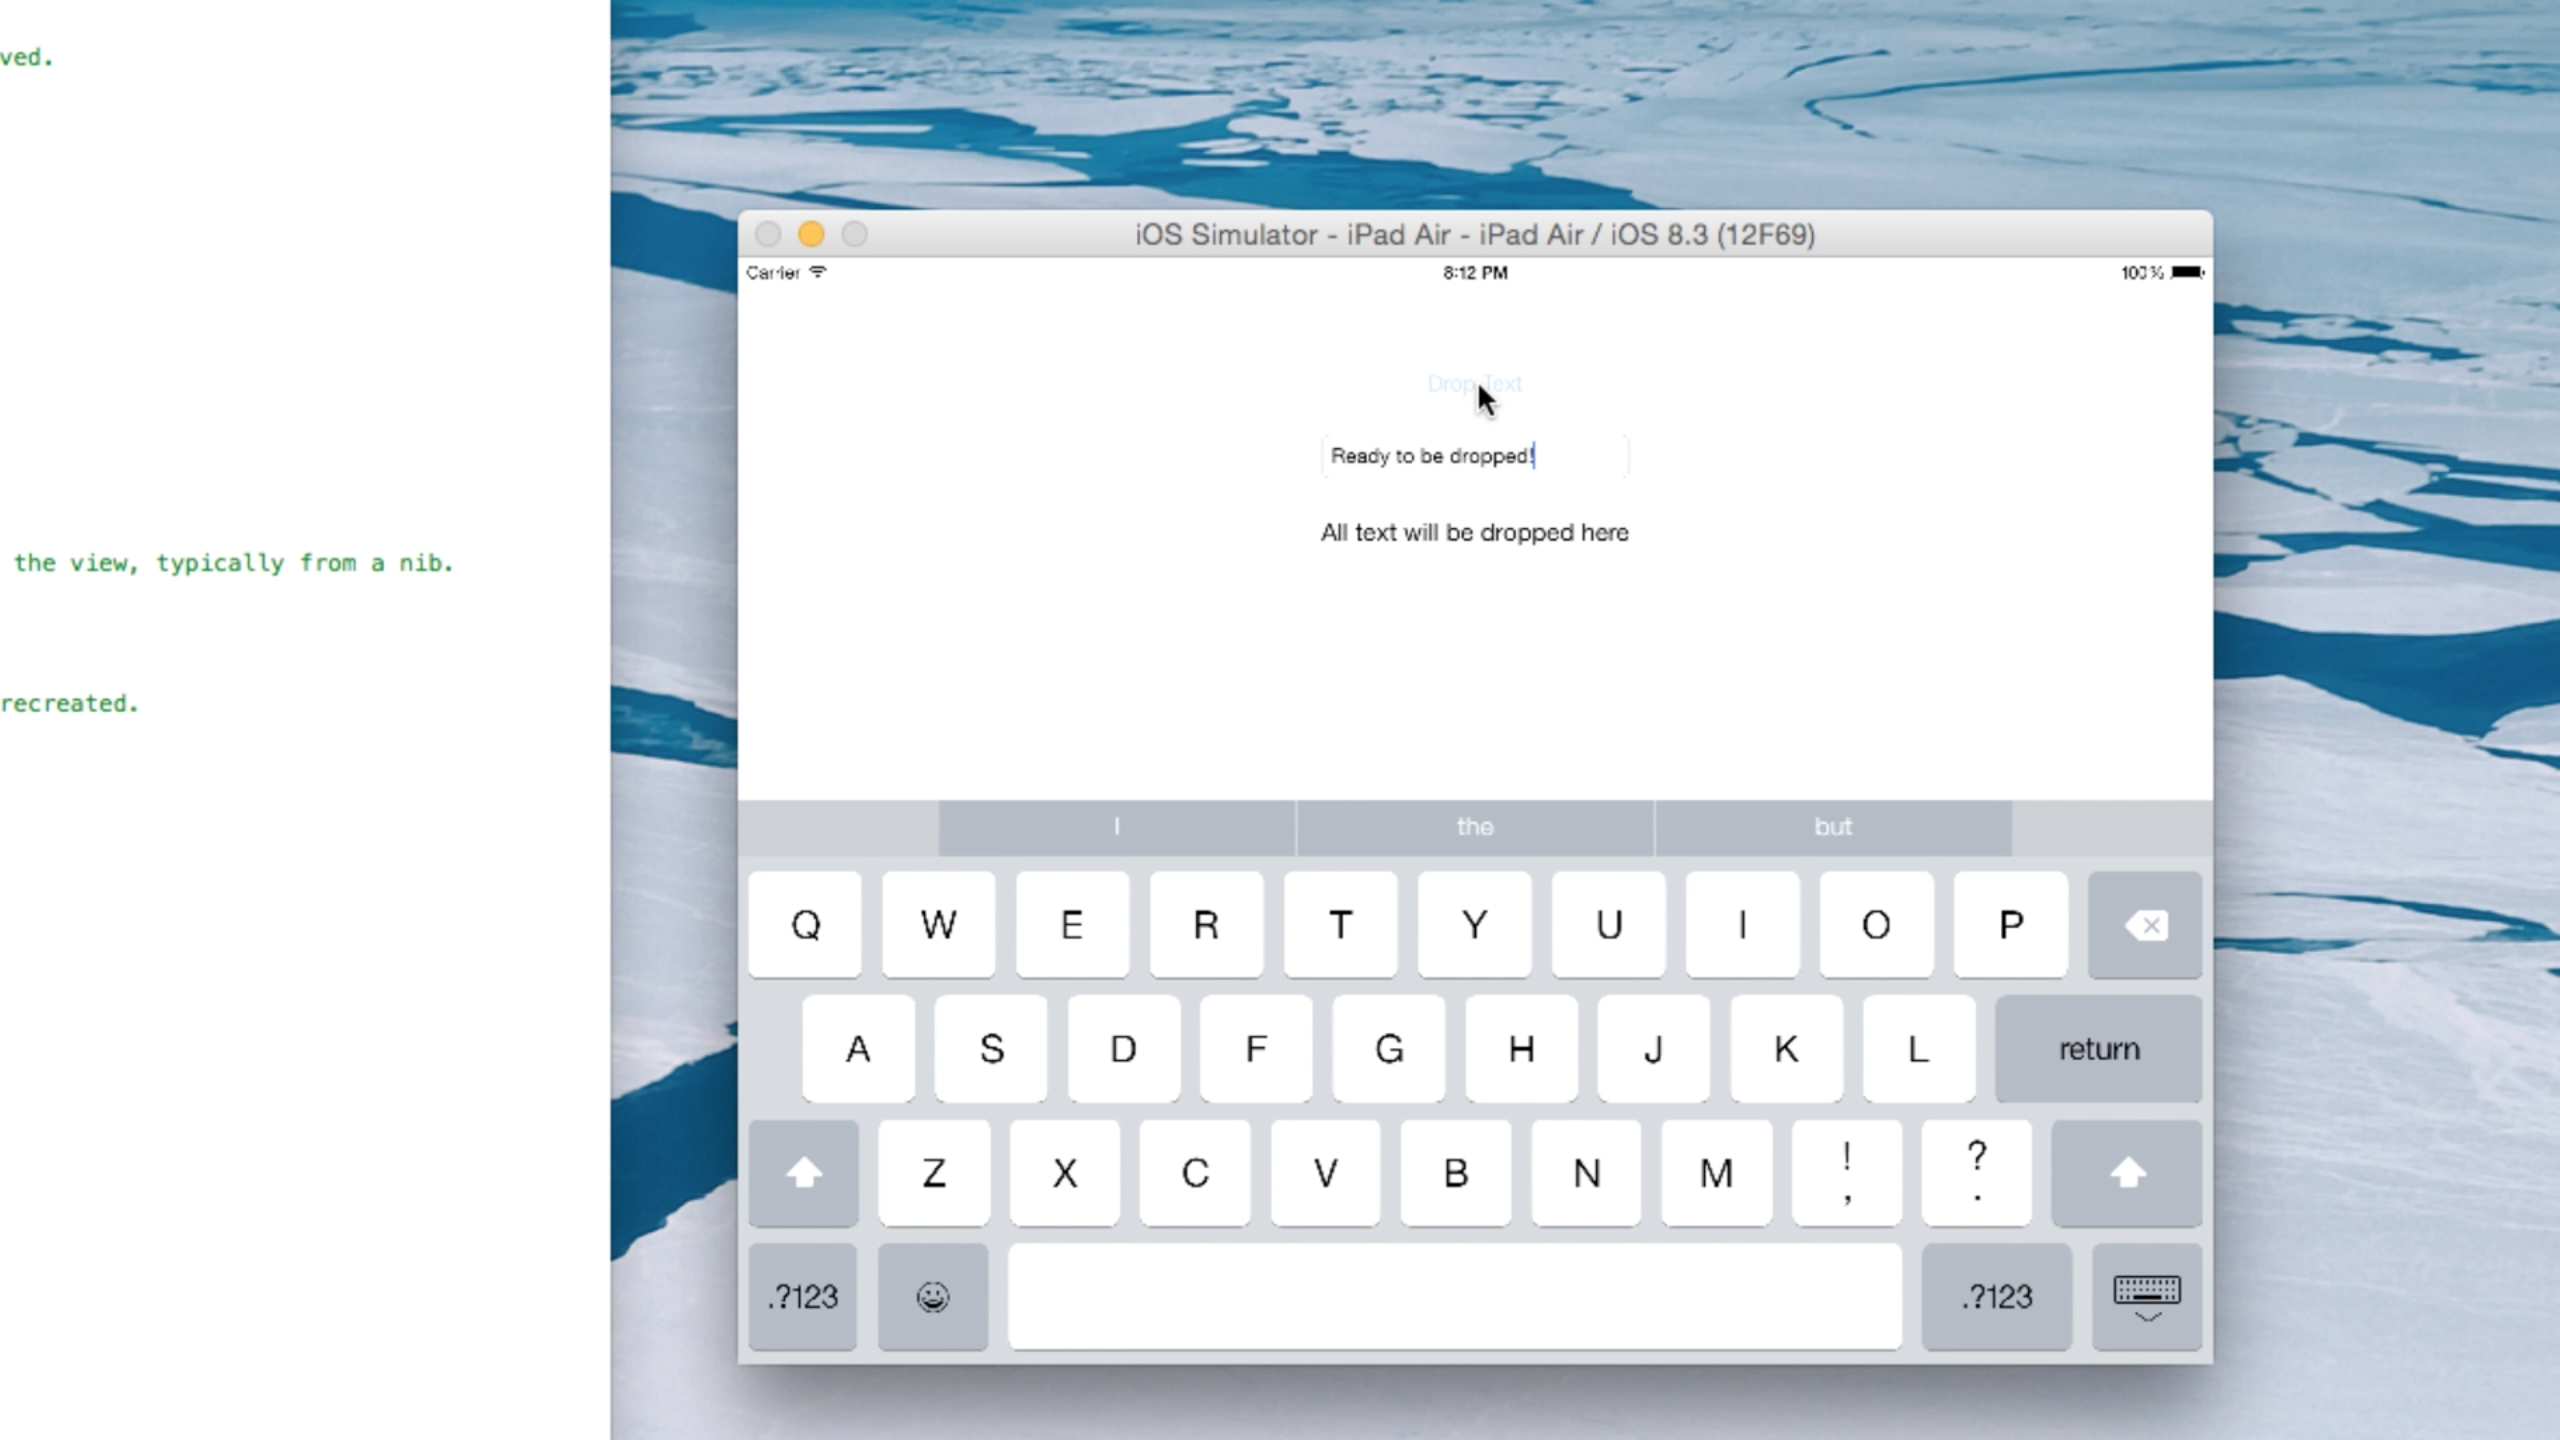 ved.
the view, typically from a nib.
recreated.
iOS Simulator - iPad Air - iPad Air / iOS 8.3 (12F69)
Carrier 8:12 PM 100%
Drop Text
Ready to be dropped!
All text will be dropped here
I the but
Q W E R T Y U I O P
A S D F G H J K L return
Z X C V B N M ! , ? .
.?123 .?123